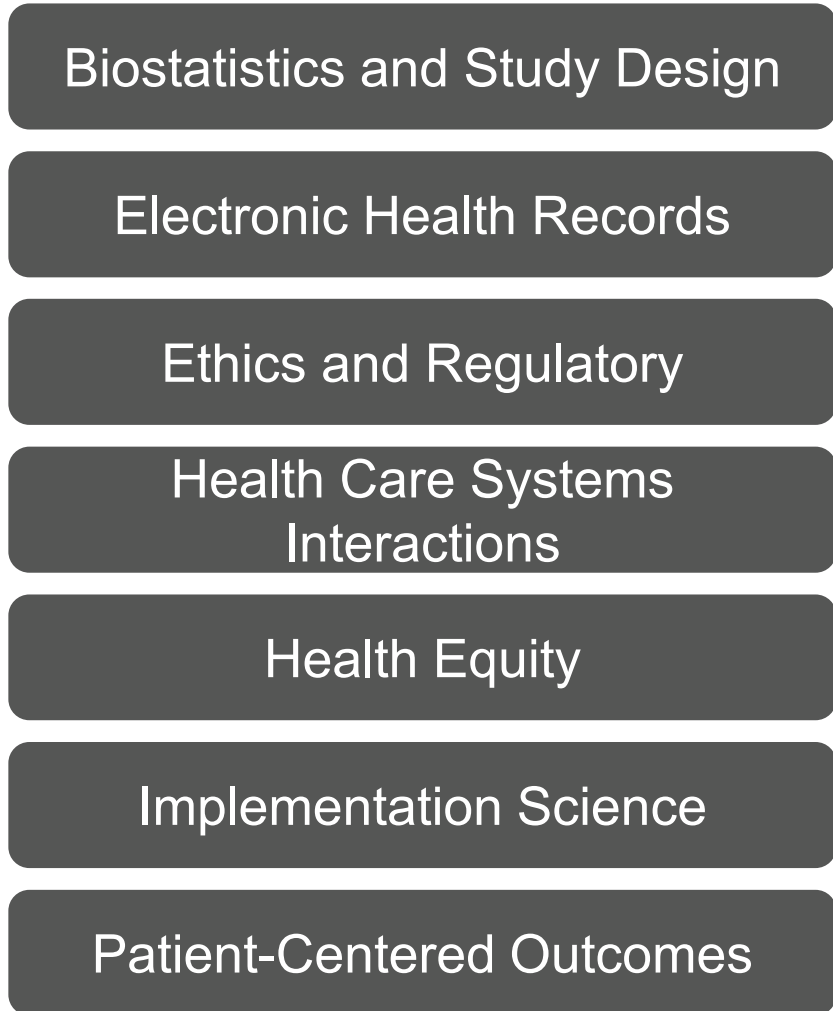 Biostatistics and Study Design
Electronic Health Records
Ethics and Regulatory
Health Care Systems
Interactions
Health Equity
Implementation Science
Patient-Centered Outcomes